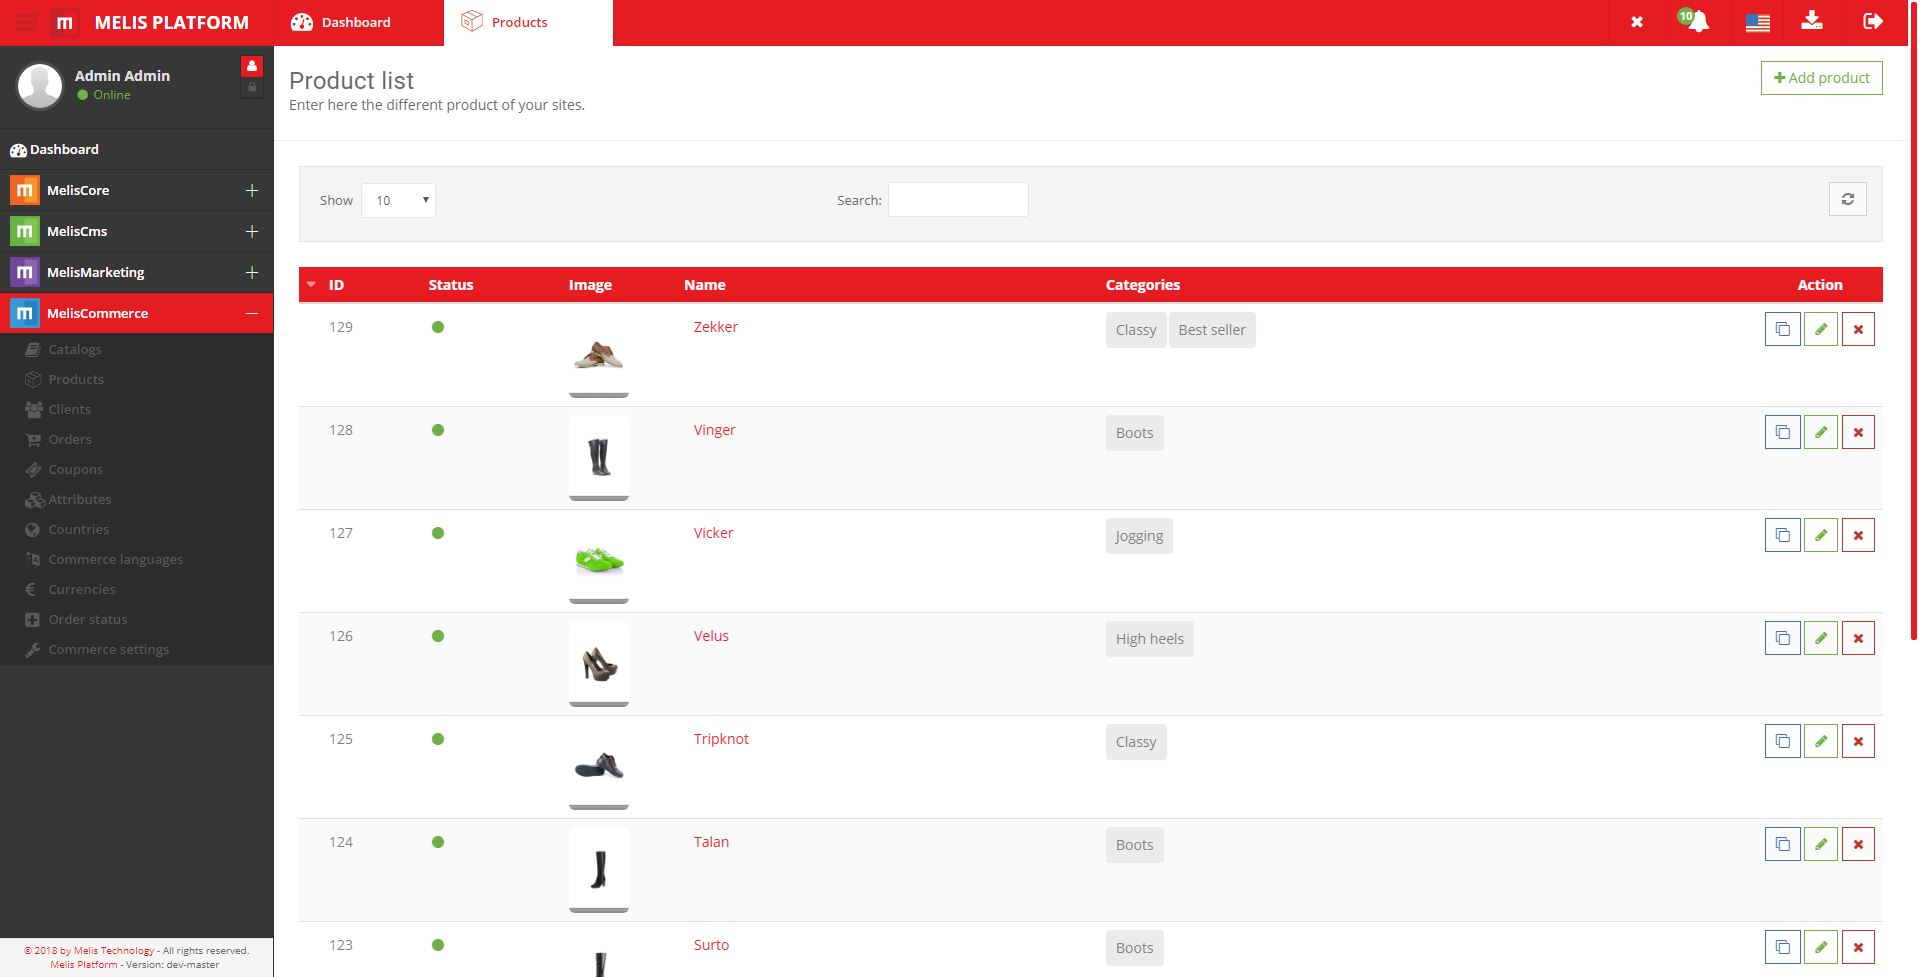 MELIS PLATFORM
Dashboard
Products
10
Admin Admin
Online
Dashboard
MelisCore
MelisCms
MelisMarketing
MelisCommerce
Catalogs
Products
Clients
Orders
Coupons
Attributes
Countries
Commerce languages
Currencies
Order status
Commerce settings
© 2018 by Melis Technology - All rights reserved.
Melis Platform - Version: dev-master
Product list
Enter here the different product of your sites.
Add product
Show 10 Search:
ID Status Image Name Categories Action
129 Zekker Classy Best seller
128 Vinger Boots
127 Vicker Jogging
126 Velus High heels
125 Tripknot Classy
124 Talan Boots
123 Surto Boots